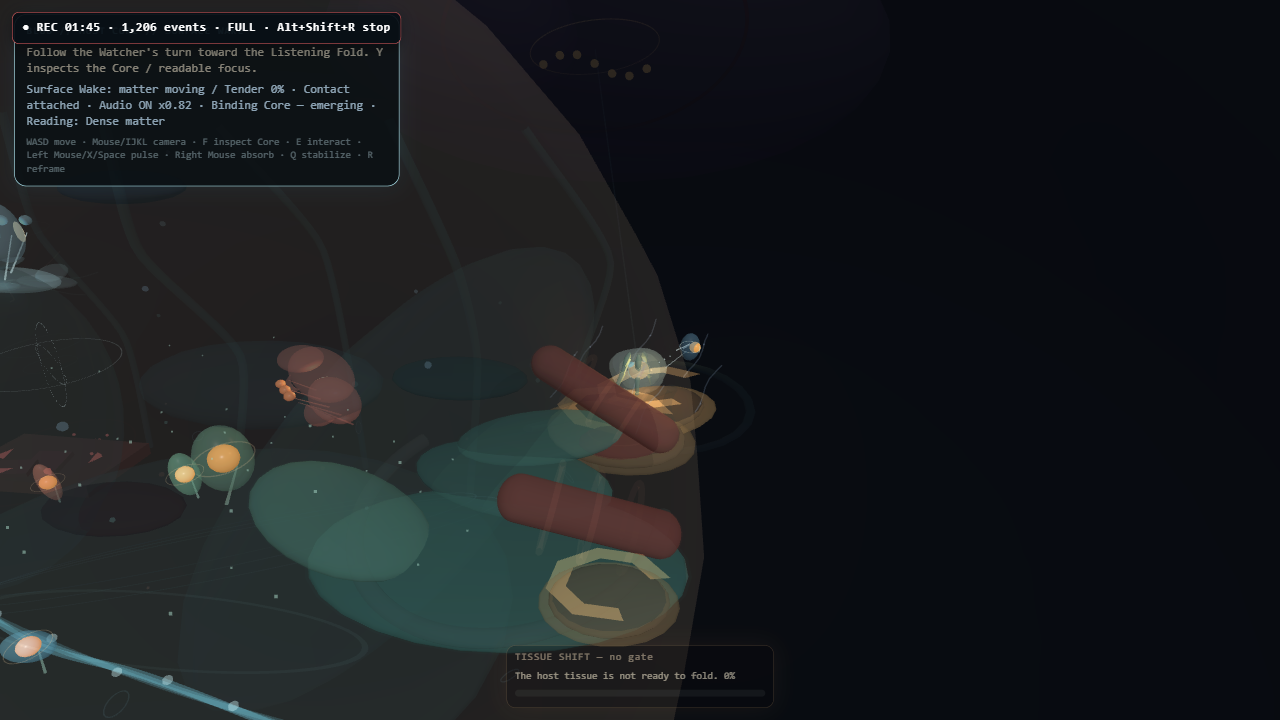 ● REC 01:45 · 1,206 events · FULL · Alt+Shift+R stop
Follow the Watcher's turn toward the Listening Fold. Y
inspects the Core / readable focus.
Surface Wake: matter moving / Tender 0% · Contact
attached · Audio ON x0.82 · Binding Core — emerging ·
Reading: Dense matter
WASD move · Mouse/IJKL camera · F inspect Core · E interact ·
Left Mouse/X/Space pulse · Right Mouse absorb · Q stabilize · R
reframe
TISSUE SHIFT — no gate
The host tissue is not ready to fold. 0%